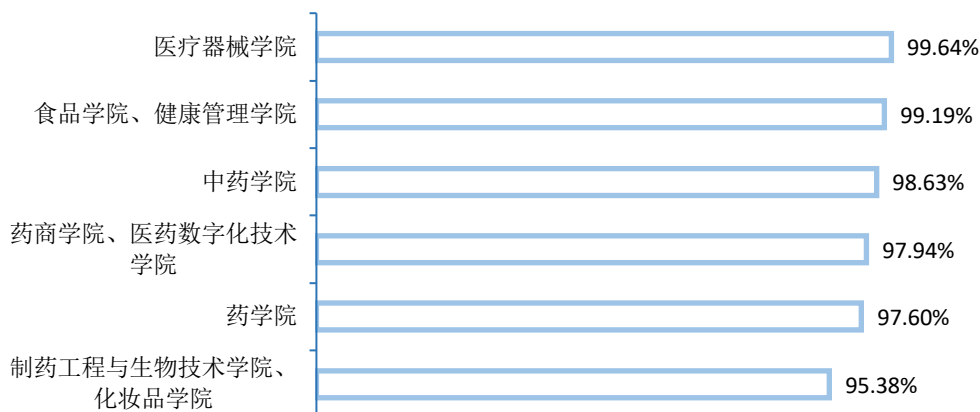 医疗器械学院
99.64%
食品学院、健康管理学院
99.19%
中药学院
98.63%
药商学院、医药数字化技术
学院
97.94%
药学院
97.60%
制药工程与生物技术学院、
化妆品学院
95.38%